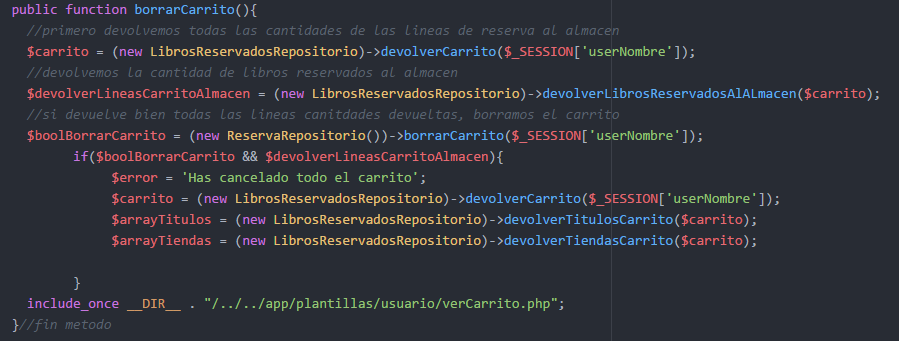 public function borrarCarrito(){
//primero devolvemos todas las cantidades de las lineas de reserva al almacen
$carrito = (new LibrosReservadosRepositorio)->devolverCarrito($_SESSION['userNombre']);
//devolvemos la cantidad de libros reservados al almacen
$devolverLineasCarritoAlmacen = (new LibrosReservadosRepositorio)->devolverLibrosReservadosAlALmacen($carrito);
//si devuelve bien todas las lineas canitdades devueltas, borramos el carrito
$boolBorrarCarrito = (new ReservaRepositorio())->borrarCarrito($_SESSION['userNombre']);
if($boolBorrarCarrito && $devolverLineasCarritoAlmacen){
$error = 'Has cancelado todo el carrito';
$carrito = (new LibrosReservadosRepositorio)->devolverCarrito($_SESSION['userNombre']);
$arrayTitulos = (new LibrosReservadosRepositorio)->devolverTitulosCarrito($carrito);
$arrayTiendas = (new LibrosReservadosRepositorio)->devolverTiendasCarrito($carrito);
}
include_once __DIR__ . "/../../app/plantillas/usuario/verCarrito.php";
}//fin metodo